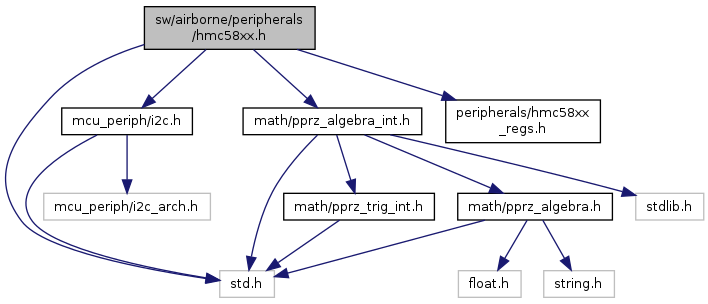 sw/airborne/peripherals
/hmc58xx.h
mcu_periph/i2c.h
math/pprz_algebra_int.h
peripherals/hmc58xx
_regs.h
mcu_periph/i2c_arch.h
math/pprz_trig_int.h
math/pprz_algebra.h
stdlib.h
std.h
float.h
string.h